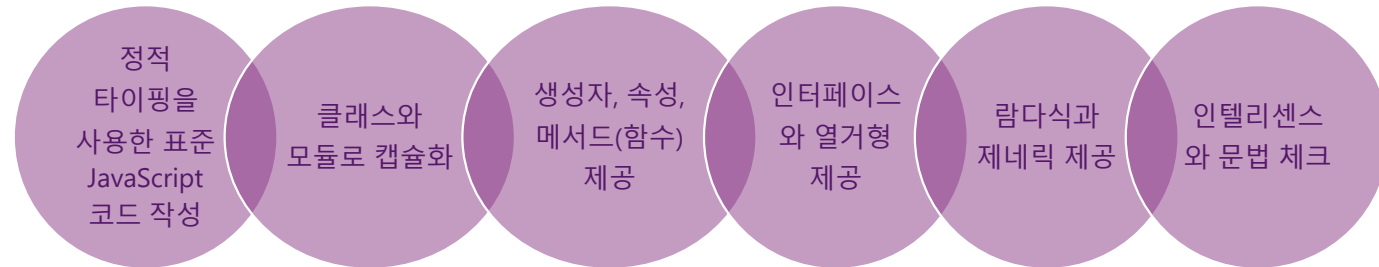 정적
타이핑을
사용한 표준
JavaScript
코드 작성
클래스와
모듈로 캡슐화
생성자, 속성,
메서드(함수)
제공
인터페이스
와 열거형
제공
람다식과
제네릭 제공
인텔리센스
와 문법 체크